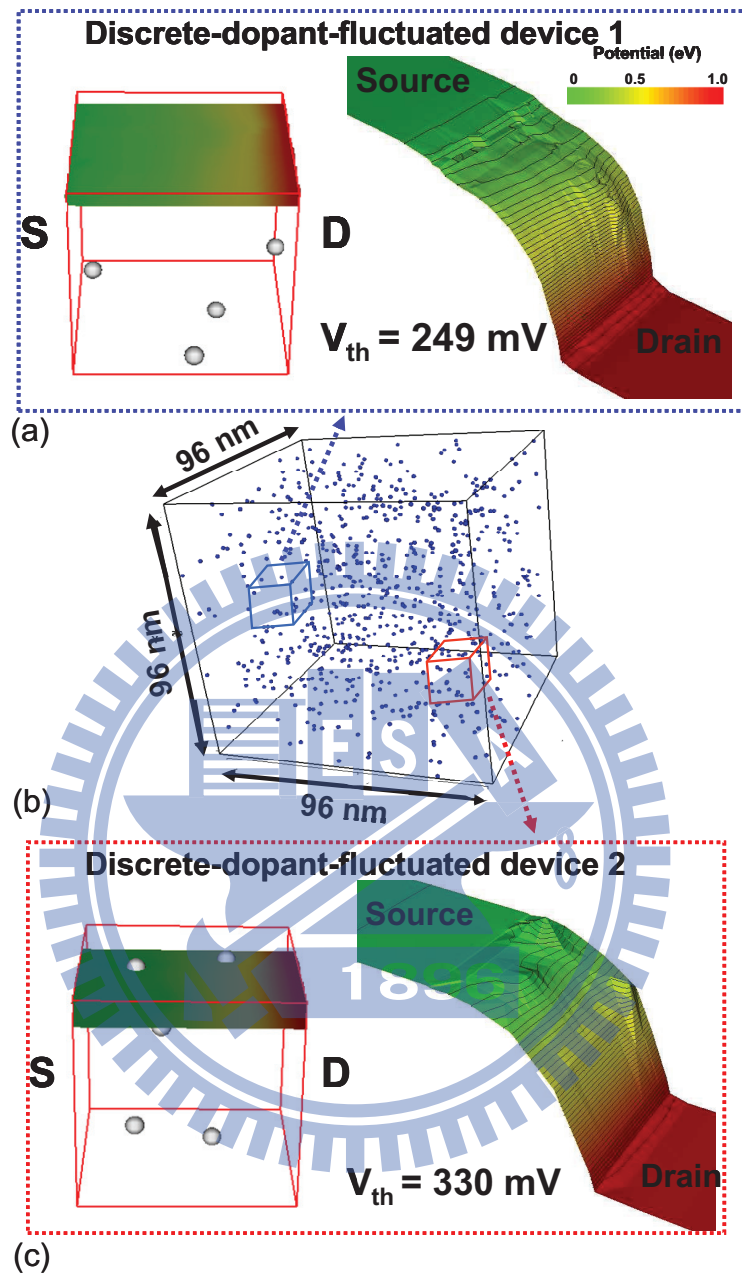 Discrete-dopant-fluctuated device 1
Potential (eV)
0 0.5 1.0
Source
S
D
V_th = 249 mV
Drain
(a)
96 nm
96 nm
96 nm
(b)
ESA
1896
Discrete-dopant-fluctuated device 2
Source
S
D
V_th = 330 mV
Drain
(c)